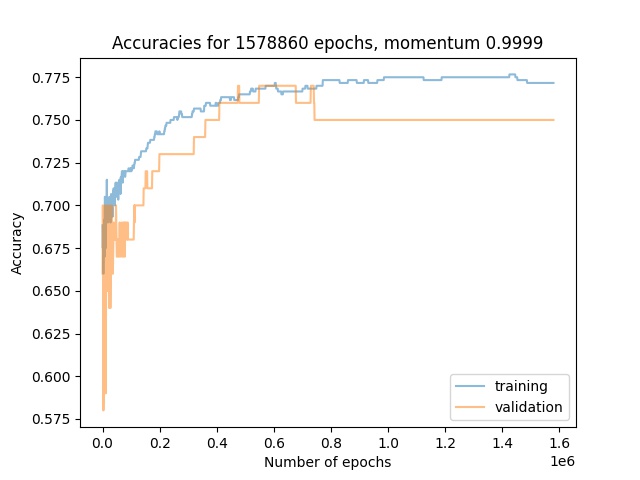 Accuracies for 1578860 epochs, momentum 0.9999
0.775
0.750
0.725
0.700
0.675
0.650
0.625
0.600
0.575
Accuracy
training
validation
0.0 0.2 0.4 0.6 0.8 1.0 1.2 1.4 1.6
1e6
Number of epochs